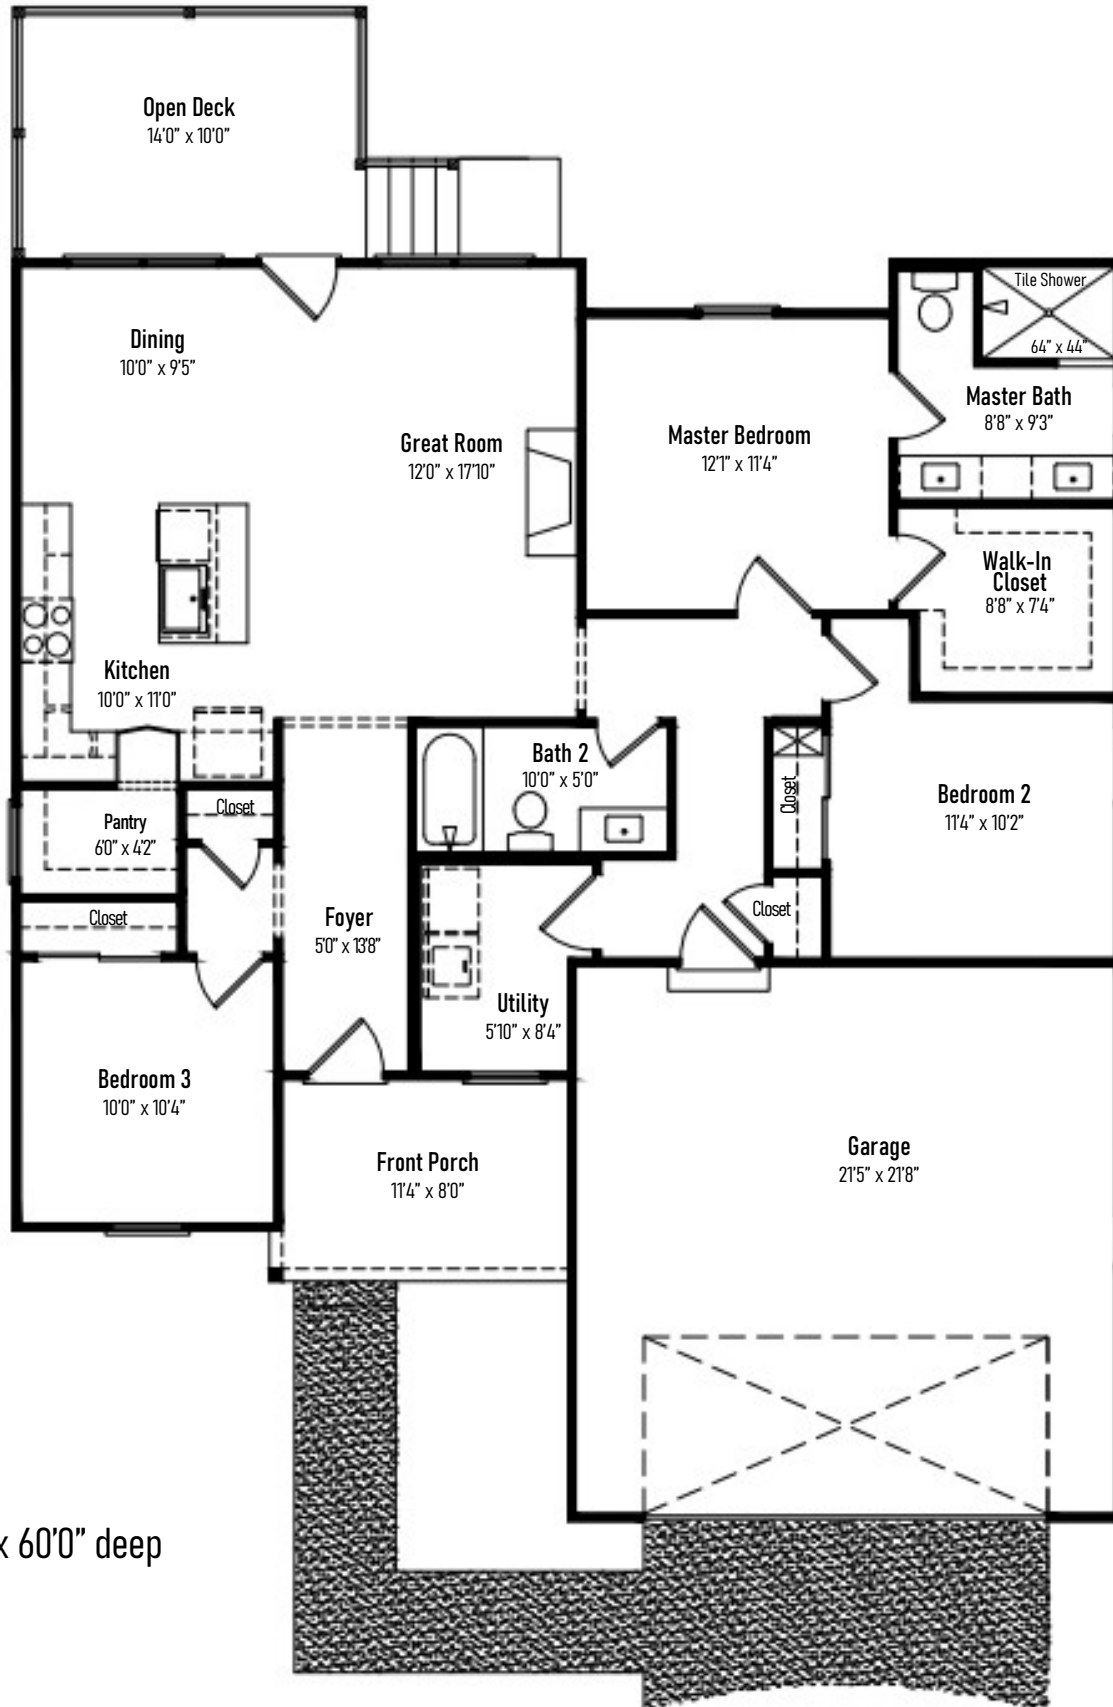 Open Deck
14'0" x 10'0"
Tile Shower
64" x 44"
Dining
10'0" x 9'5"
Great Room
12'0" x 17'10"
Master Bedroom
12'1" x 11'4"
Master Bath
8'8" x 9'3"
Walk-In
Closet
8'8" x 7'4"
Kitchen
10'0" x 11'0"
Bath 2
10'0" x 5'0"
Closet
Bedroom 2
11'4" x 10'2"
Closet
Pantry
6'0" x 4'2"
Closet
Foyer
5'0" x 13'8"
Closet
Utility
5'10" x 8'4"
Bedroom 3
10'0" x 10'4"
Front Porch
11'4" x 8'0"
Garage
21'5" x 21'8"
x 60'0" deep